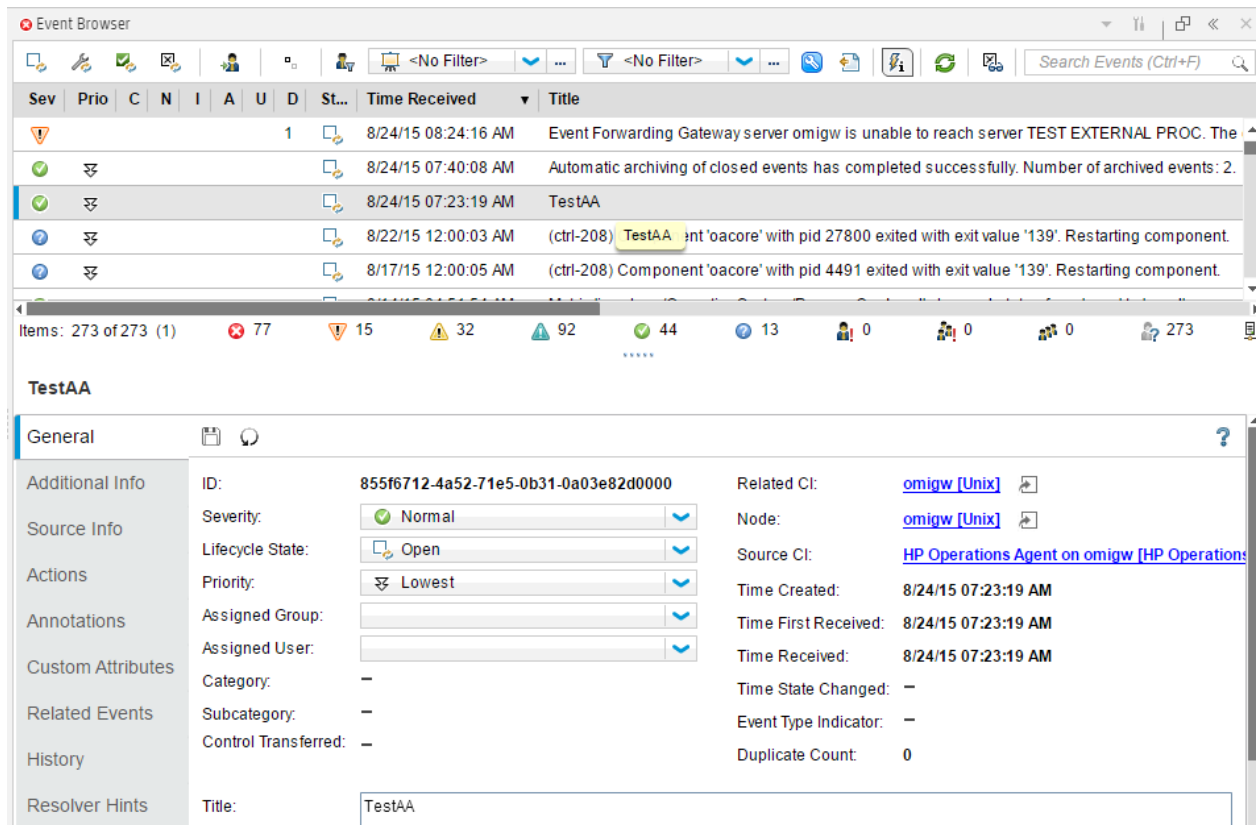 Event Browser
<No Filter> ... <No Filter> ... Search Events (Ctrl+F)
Sev Prio C N I A U D St... Time Received Title
1 8/24/15 08:24:16 AM Event Forwarding Gateway server omigw is unable to reach server TEST EXTERNAL PROC. The
8/24/15 07:40:08 AM Automatic archiving of closed events has completed successfully. Number of archived events: 2.
8/24/15 07:23:19 AM TestAA
8/22/15 12:00:03 AM (ctrl-208) TestAA ent 'oacore' with pid 27800 exited with exit value '139'. Restarting component.
8/17/15 12:00:05 AM (ctrl-208) Component 'oacore' with pid 4491 exited with exit value '139'. Restarting component.
Items: 273 of 273 (1) 77 15 32 92 44 13 0 0 0 273
TestAA
General
Additional Info
Source Info
Actions
Annotations
Custom Attributes
Related Events
History
Resolver Hints
ID: 855f6712-4a52-71e5-0b31-0a03e82d0000
Severity: Normal
Lifecycle State: Open
Priority: Lowest
Assigned Group:
Assigned User:
Category: –
Subcategory: –
Control Transferred: –
Related CI: omigw [Unix]
Node: omigw [Unix]
Source CI: HP Operations Agent on omigw [HP Operations
Time Created: 8/24/15 07:23:19 AM
Time First Received: 8/24/15 07:23:19 AM
Time Received: 8/24/15 07:23:19 AM
Time State Changed: –
Event Type Indicator: –
Duplicate Count: 0
Title: TestAA